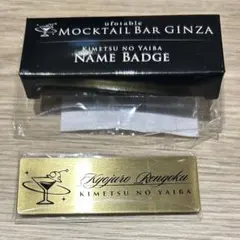 ufotable
MOCKTAIL BAR GINZA
KIMETSU NO YAIBA
NAME BADGE
Kyojuro Rengoku
KIMETSU NO YAIBA